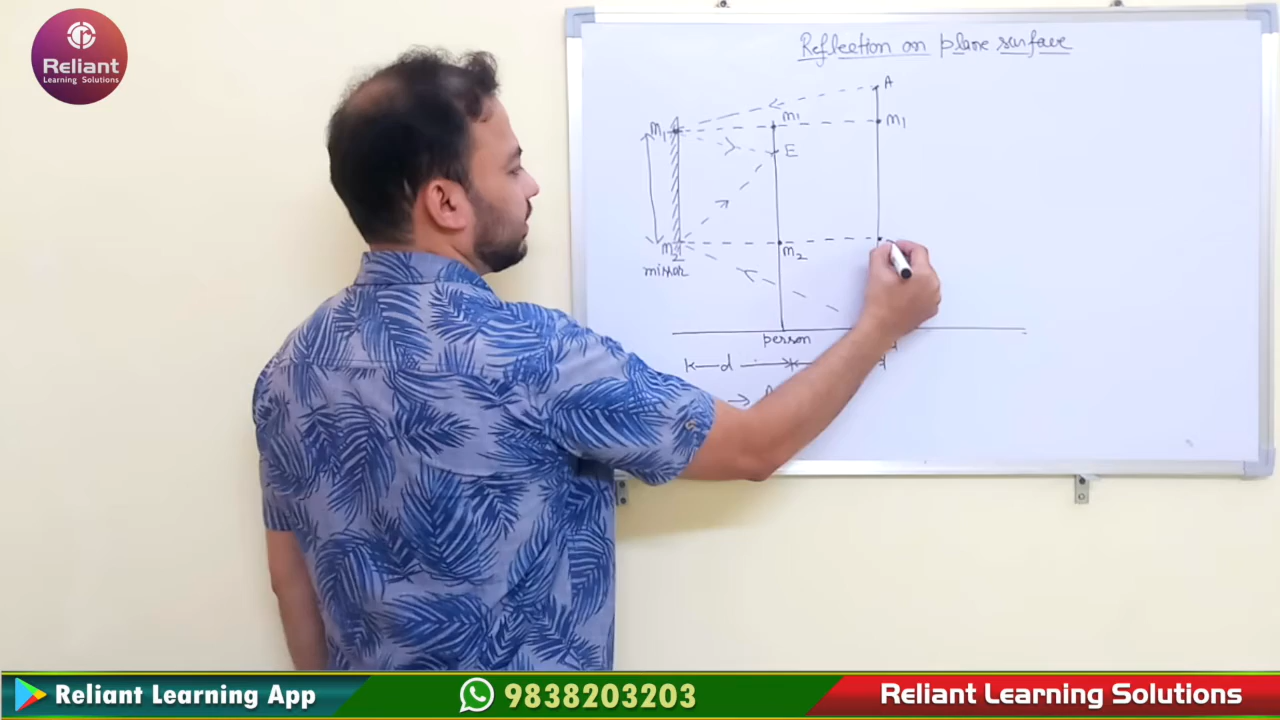 Reliant
Learning Solutions
Reflection on plane surface
A
M1
M1
M1
E
M2
M2
mirror
person
d
d
Reliant Learning App
9838203203
Reliant Learning Solutions